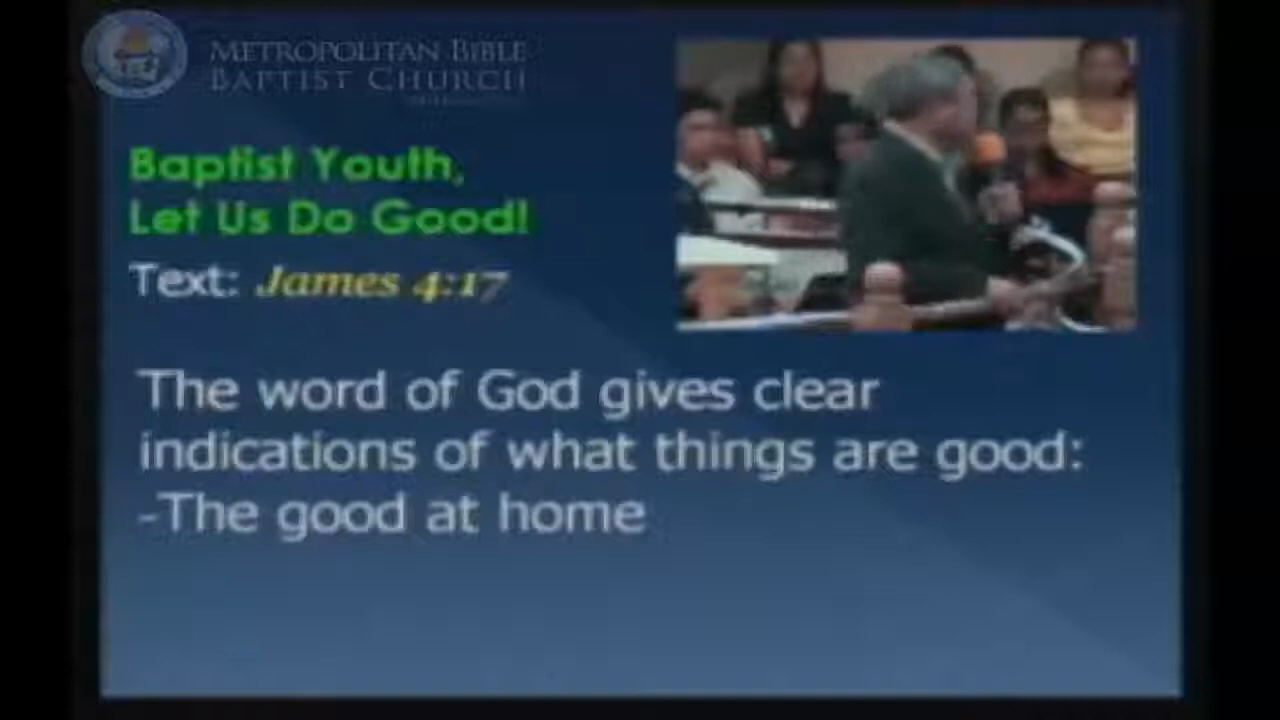 METROPOLITAN BIBLE
BAPTIST CHURCH
Baptist Youth,
Let Us Do Good!
Text: James 4:17
The word of God gives clear
indications of what things are good:
-The good at home